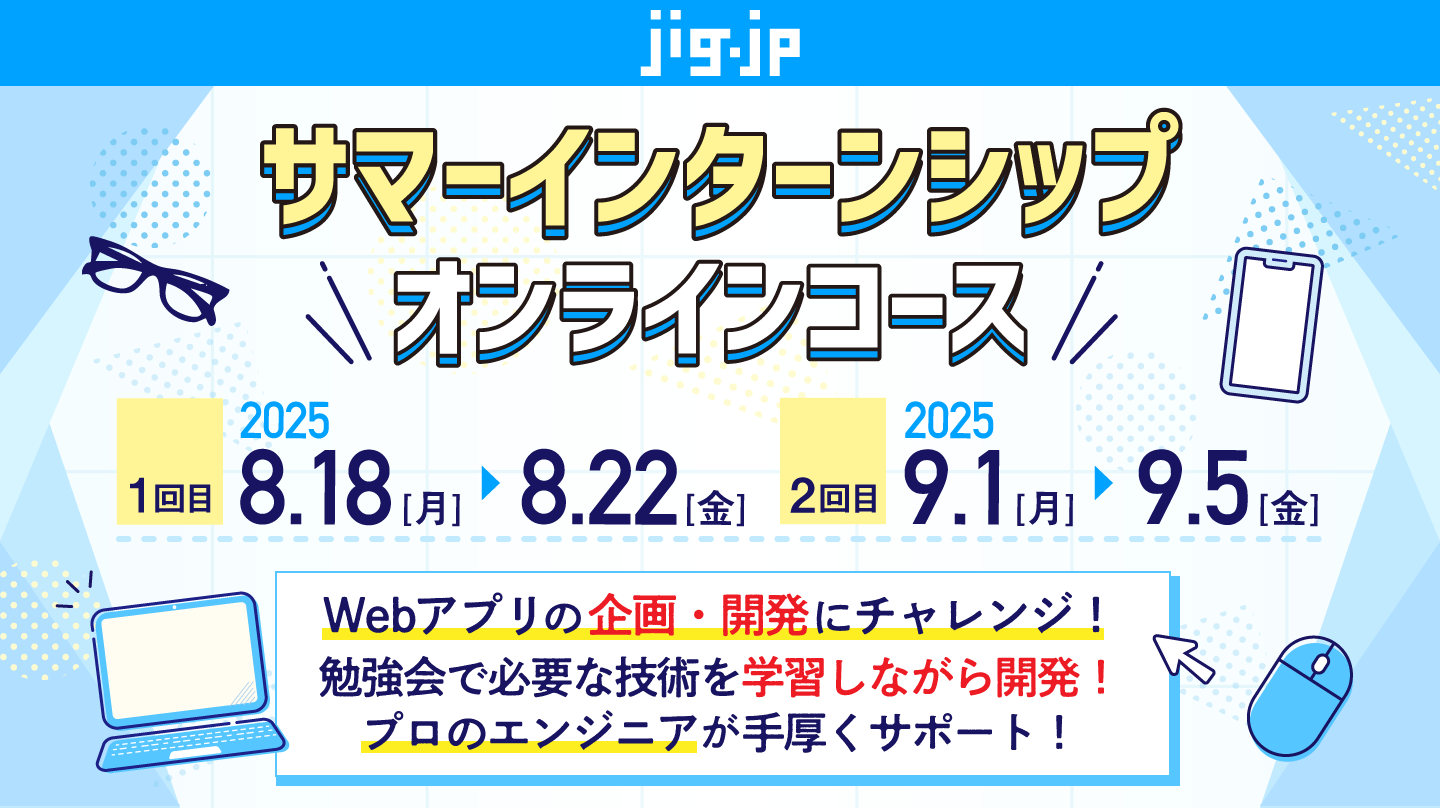 jig.jp
サマーインターンシップ
オンラインコース
1回目 2025 8.18[月] 8.22[金]
2回目 2025 9.1[月] 9.5[金]
Webアプリの企画・開発にチャレンジ！
勉強会で必要な技術を学習しながら開発！
プロのエンジニアが手厚くサポート！